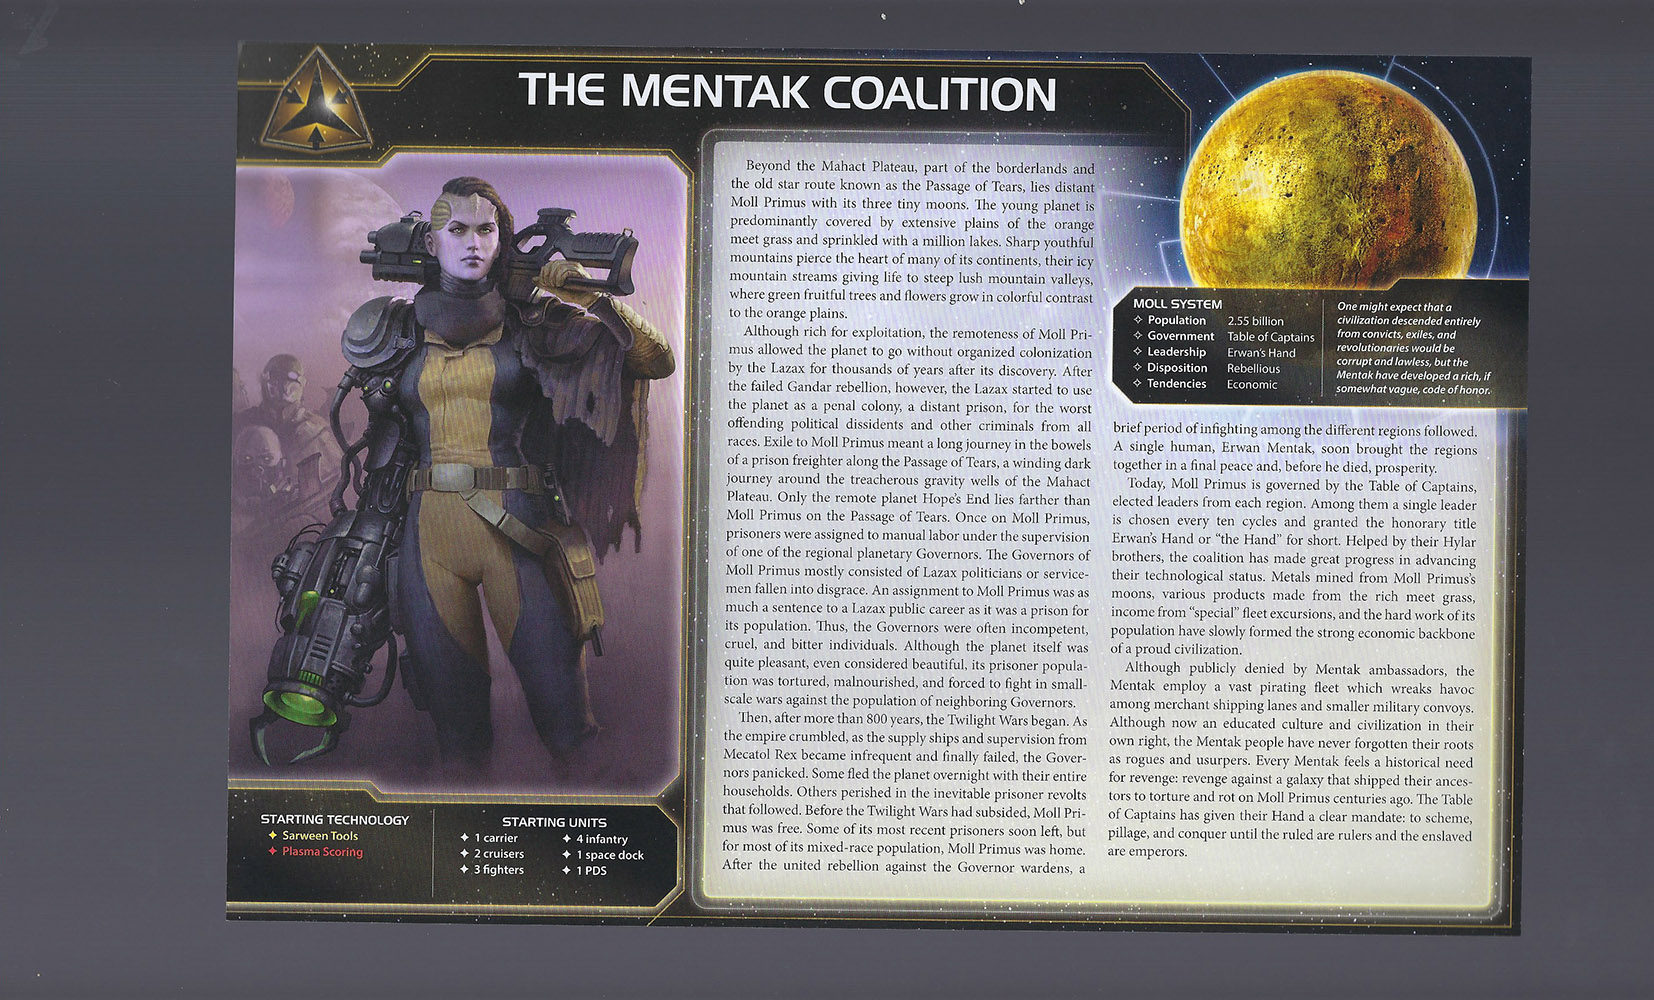 THE MENTAK COALITION
Beyond the Mahact Plateau, part of the borderlands and
the old star route known as the Passage of Tears, lies distant
Moll Primus with its three tiny moons. The young planet is
predominantly covered by extensive plains of the orange
meet grass and sprinkled with a million lakes. Sharp youthful
mountains pierce the heart of many of its continents, their icy
mountain streams giving life to steep lush mountain valleys,
where green fruitful trees and flowers grow in colorful contrast
to the orange plains.
Although rich for exploitation, the remoteness of Moll Pri-
mus allowed the planet to go without organized colonization
by the Lazax for thousands of years after its discovery. After
the failed Gandar rebellion, however, the Lazax started to use
the planet as a penal colony, a distant prison, for the worst
offending political dissidents and other criminals from all
races. Exile to Moll Primus meant a long journey in the bowels
of a prison freighter along the Passage of Tears, a winding dark
journey around the treacherous gravity wells of the Mahact
Plateau. Only the remote planet Hope's End lies farther than
Moll Primus on the Passage of Tears. Once on Moll Primus,
prisoners were assigned to manual labor under the supervision
of one of the regional planetary Governors. The Governors of
Moll Primus mostly consisted of Lazax politicians or service-
men fallen into disgrace. An assignment to Moll Primus was as
much a sentence to a Lazax public career as it was a prison for
its population. Thus, the Governors were often incompetent,
cruel, and bitter individuals. Although the planet itself was
quite pleasant, even considered beautiful, its prisoner popula-
tion was tortured, malnourished, and forced to fight in small-
scale wars against the population of neighboring Governors.
Then, after more than 800 years, the Twilight Wars began. As
the empire crumbled, as the supply ships and supervision from
Mecatol Rex became infrequent and finally failed, the Gover-
nors panicked. Some fled the planet overnight with their entire
households. Others perished in the inevitable prisoner revolts
that followed. Before the Twilight Wars had subsided, Moll Pri-
mus was free. Some of its most recent prisoners soon left, but
for most of its mixed-race population, Moll Primus was home.
After the united rebellion against the Governor wardens, a
MOLL SYSTEM
Population 2.55 billion
Government Table of Captains
Leadership Erwan's Hand
Disposition Rebellious
Tendencies Economic
One might expect that a
civilization descended entirely
from convicts, exiles, and
revolutionaries would be
corrupt and lawless, but the
Mentak have developed a rich, if
somewhat vague, code of honor.
brief period of infighting among the different regions followed.
A single human, Erwan Mentak, soon brought the regions
together in a final peace and, before he died, prosperity.
Today, Moll Primus is governed by the Table of Captains,
elected leaders from each region. Among them a single leader
is chosen every ten cycles and granted the honorary title
Erwan's Hand or "the Hand" for short. Helped by their Hylar
brothers, the coalition has made great progress in advancing
their technological status. Metals mined from Moll Primus's
moons, various products made from the rich meet grass,
income from "special" fleet excursions, and the hard work of its
population have slowly formed the strong economic backbone
of a proud civilization.
Although publicly denied by Mentak ambassadors, the
Mentak employ a vast pirating fleet which wreaks havoc
among merchant shipping lanes and smaller military convoys.
Although now an educated culture and civilization in their
own right, the Mentak people have never forgotten their roots
as rogues and usurpers. Every Mentak feels a historical need
for revenge: revenge against a galaxy that shipped their ances-
tors to torture and rot on Moll Primus centuries ago. The Table
of Captains has given their Hand a clear mandate: to scheme,
pillage, and conquer until the ruled are rulers and the enslaved
are emperors.
STARTING TECHNOLOGY
Sarween Tools
Plasma Scoring
STARTING UNITS
1 carrier
2 cruisers
3 fighters
4 infantry
1 space dock
1 PDS